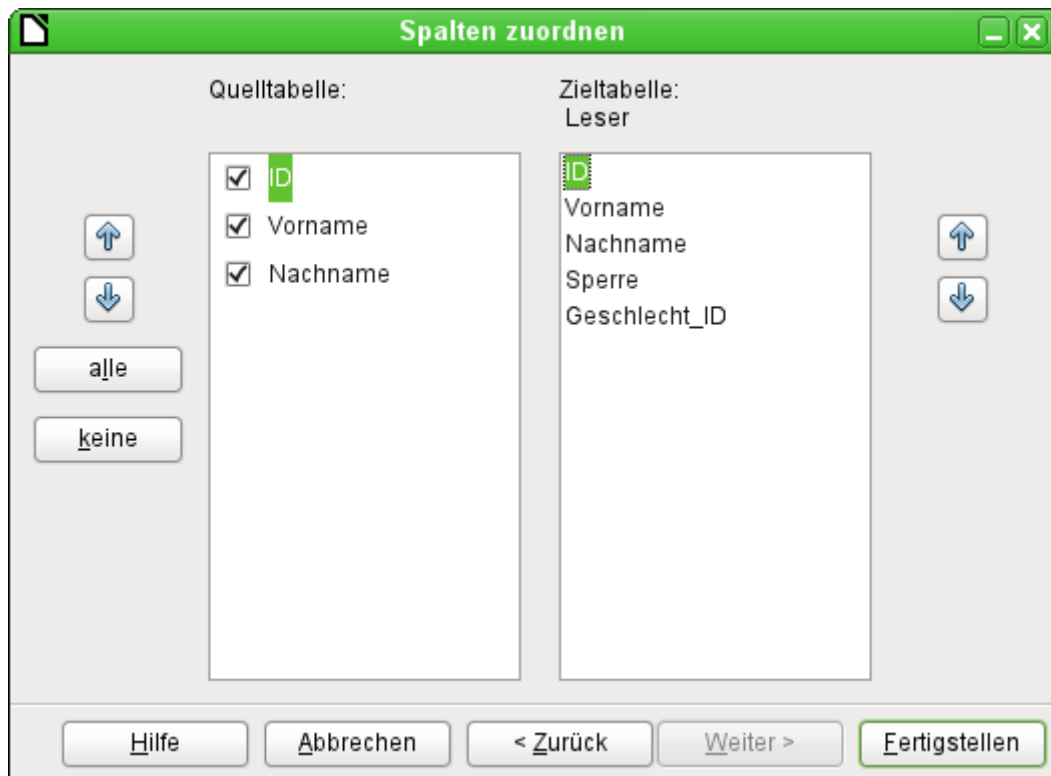 Spalten zuordnen
Quelltabelle:
Zieltabelle:
Leser
ID
Vorname
Nachname
ID
Vorname
Nachname
Sperre
Geschlecht_ID
alle
keine
Hilfe
Abbrechen
< Zurück
Weiter >
Fertigstellen